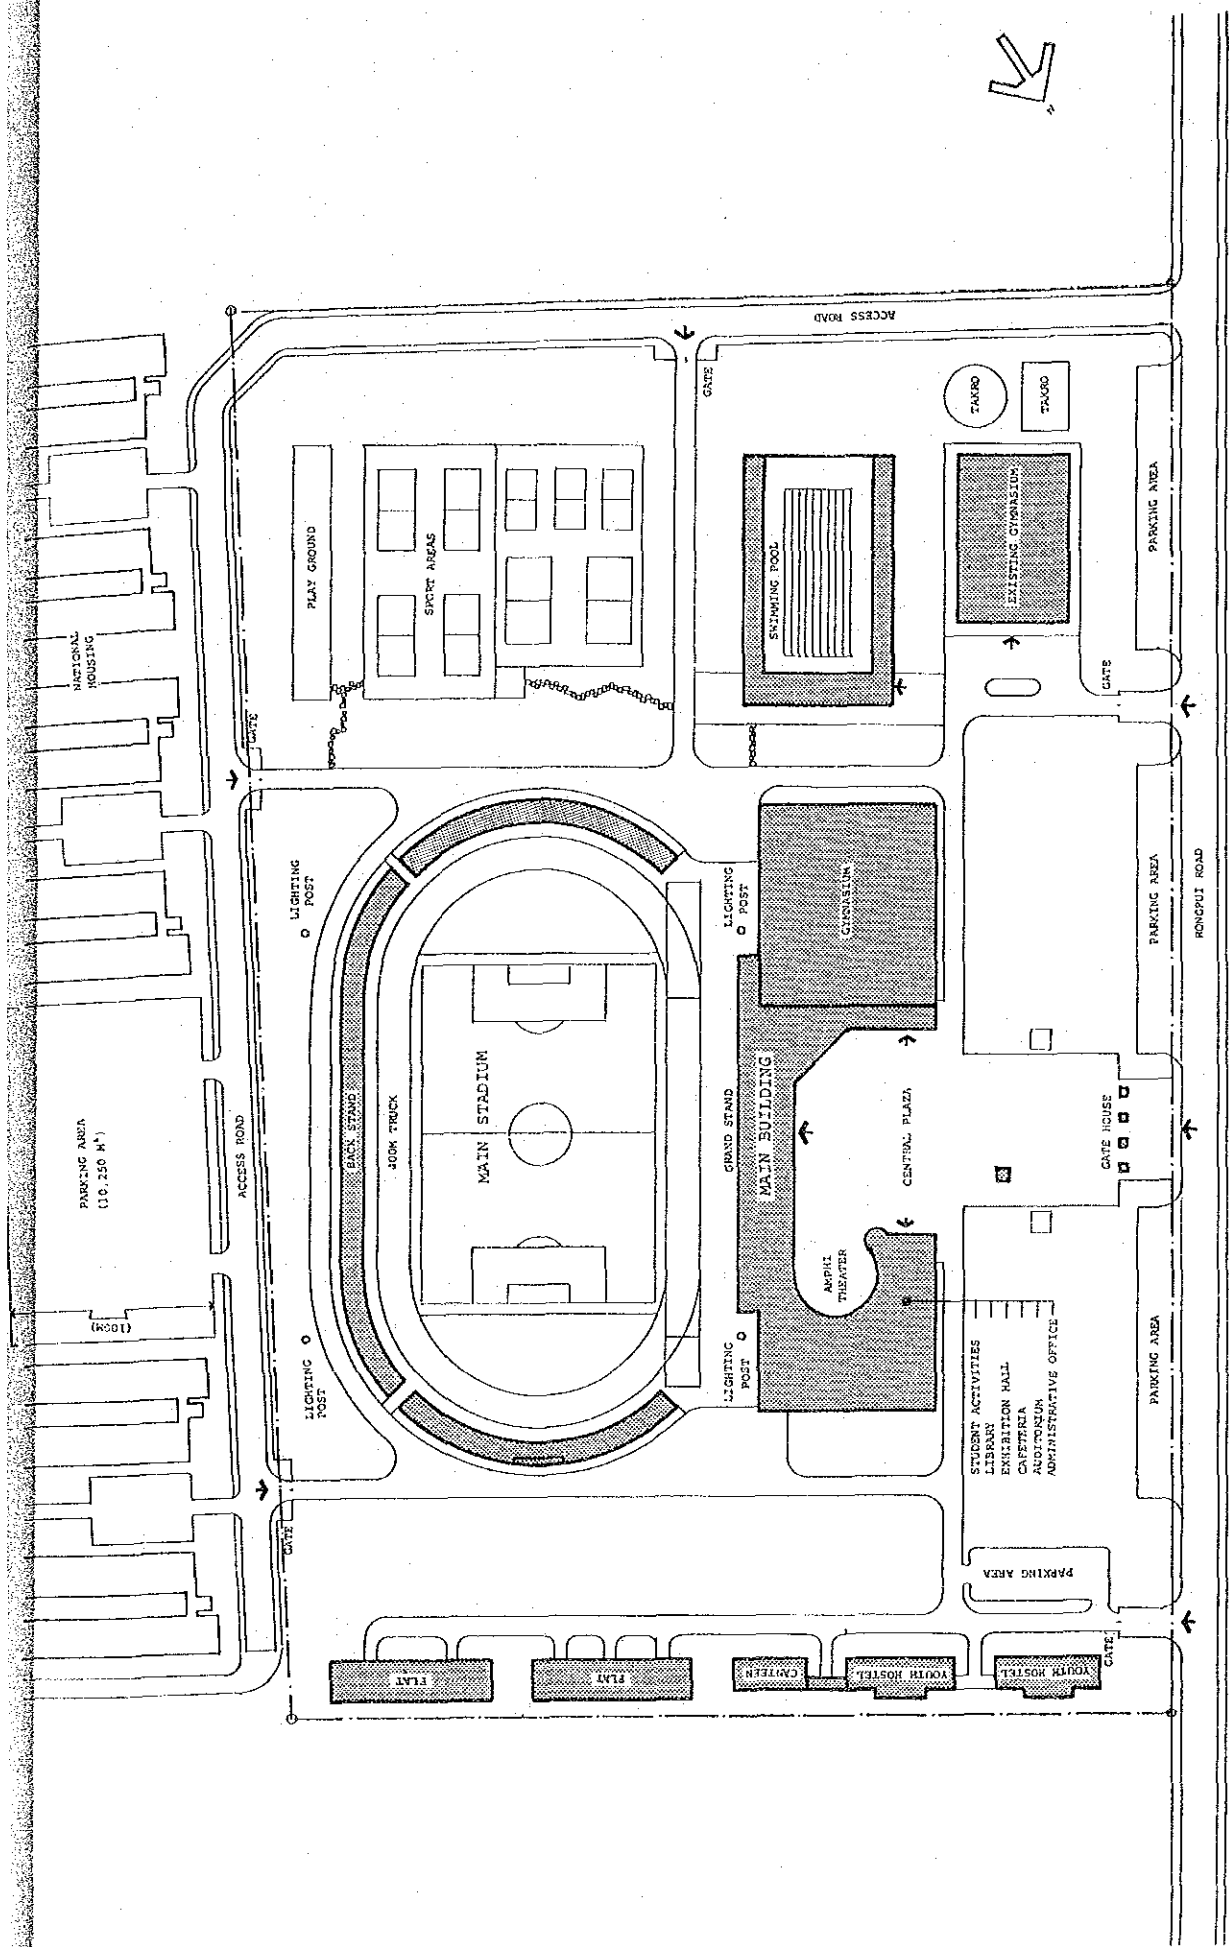 N
NATIONAL
HOUSING
PARKING AREA
(10,250 M²)
(100M)
ACCESS ROAD
GATE
GATE
LIGHTING
POST
LIGHTING
POST
PLAY GROUND
SPORT AREAS
ACCESS ROAD
GATE
BACK STAND
400M TRUCK
MAIN STADIUM
GRAND STAND
LIGHTING
POST
LIGHTING
POST
MAIN BUILDING
GYMNASIUM
SWIMMING POOL
EXISTING GYMNASIUM
TAKRO
TAKRO
AMPHI
THEATER
CENTRAL PLAZA
STUDENT ACTIVITIES
LIBRARY
EXHIBITION HALL
CAFETERIA
AUDITORIUM
ADMINISTRATIVE OFFICE
GATE HOUSE
GATE
GATE
FLAT
FLAT
CANTEEN
YOUTH HOSTEL
YOUTH HOSTEL
PARKING AREA
PARKING AREA
PARKING AREA
PARKING AREA
RONGPUI ROAD